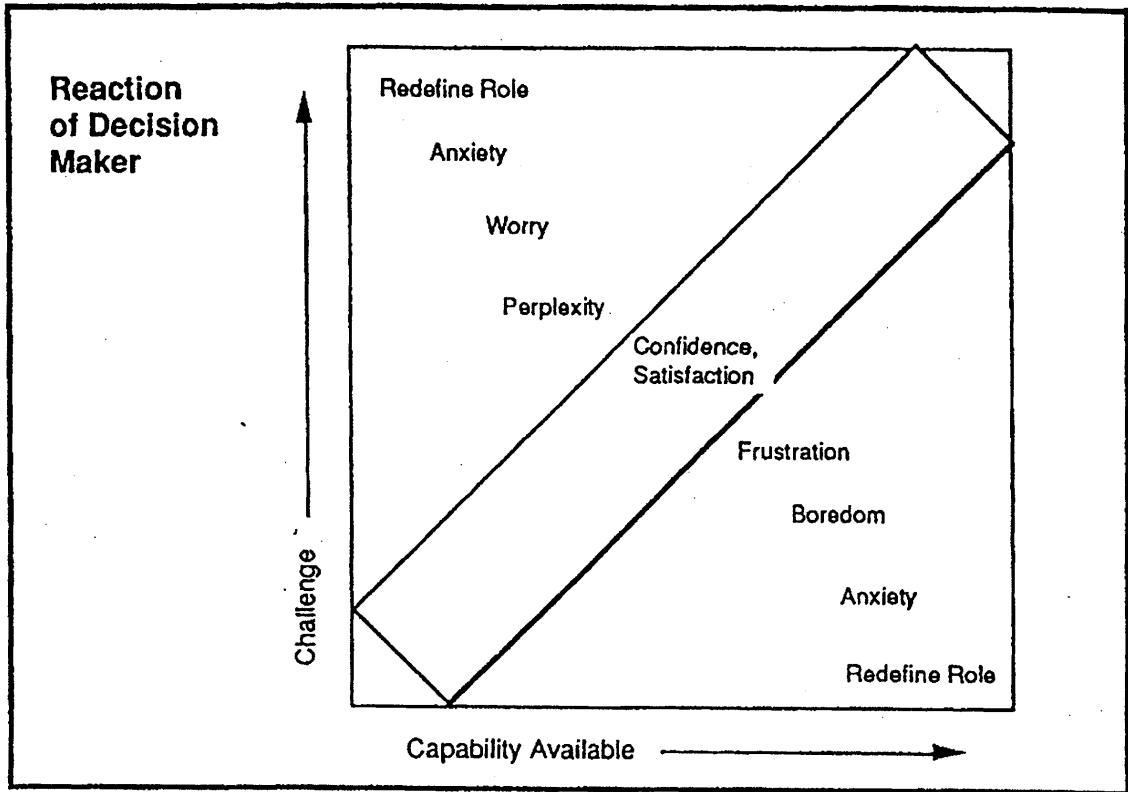 Reaction
of Decision
Maker
Redefine Role
Anxiety
Worry
Perplexity
Confidence,
Satisfaction
Frustration
Boredom
Anxiety
Redefine Role
Challenge
Capability Available